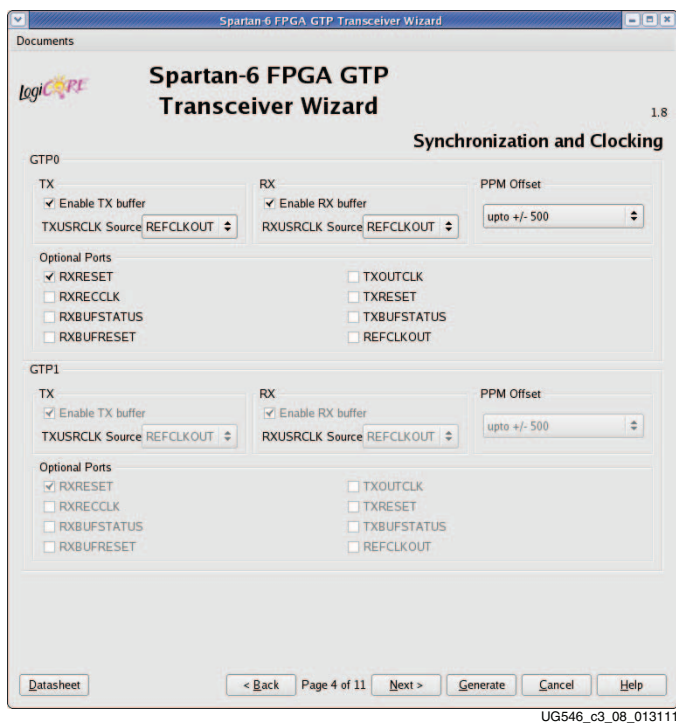 Spartan-6 FPGA GTP Transceiver Wizard
Documents
LogiCORE
Spartan-6 FPGA GTP
Transceiver Wizard
1.8
Synchronization and Clocking
GTP0
TX RX PPM Offset
Enable TX buffer Enable RX buffer upto +/- 500
TXUSRCLK Source REFCLKOUT RXUSRCLK Source REFCLKOUT
Optional Ports
RXRESET TXOUTCLK
RXRECCLK TXRESET
RXBUFSTATUS TXBUFSTATUS
RXBUFRESET REFCLKOUT
GTP1
TX RX PPM Offset
Enable TX buffer Enable RX buffer upto +/- 500
TXUSRCLK Source REFCLKOUT RXUSRCLK Source REFCLKOUT
Optional Ports
RXRESET TXOUTCLK
RXRECCLK TXRESET
RXBUFSTATUS TXBUFSTATUS
RXBUFRESET REFCLKOUT
Datasheet < Back Page 4 of 11 Next > Generate Cancel Help
UG546_c3_08_013111